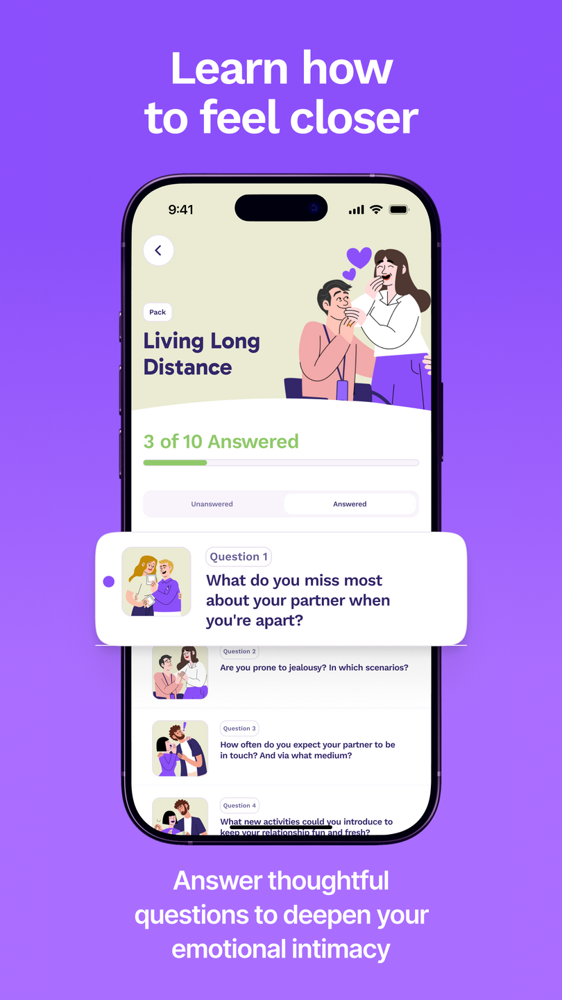 Learn how
to feel closer
9:41
Pack
Living Long
Distance
3 of 10 Answered
Unanswered
Answered
Question 1
What do you miss most
about your partner when
you're apart?
Question 2
Are you prone to jealousy? In which scenarios?
Question 3
How often do you expect your partner to be
in touch? And via what medium?
Question 4
What new activities could you introduce to
keep your relationship fun and fresh?
Answer thoughtful
questions to deepen your
emotional intimacy